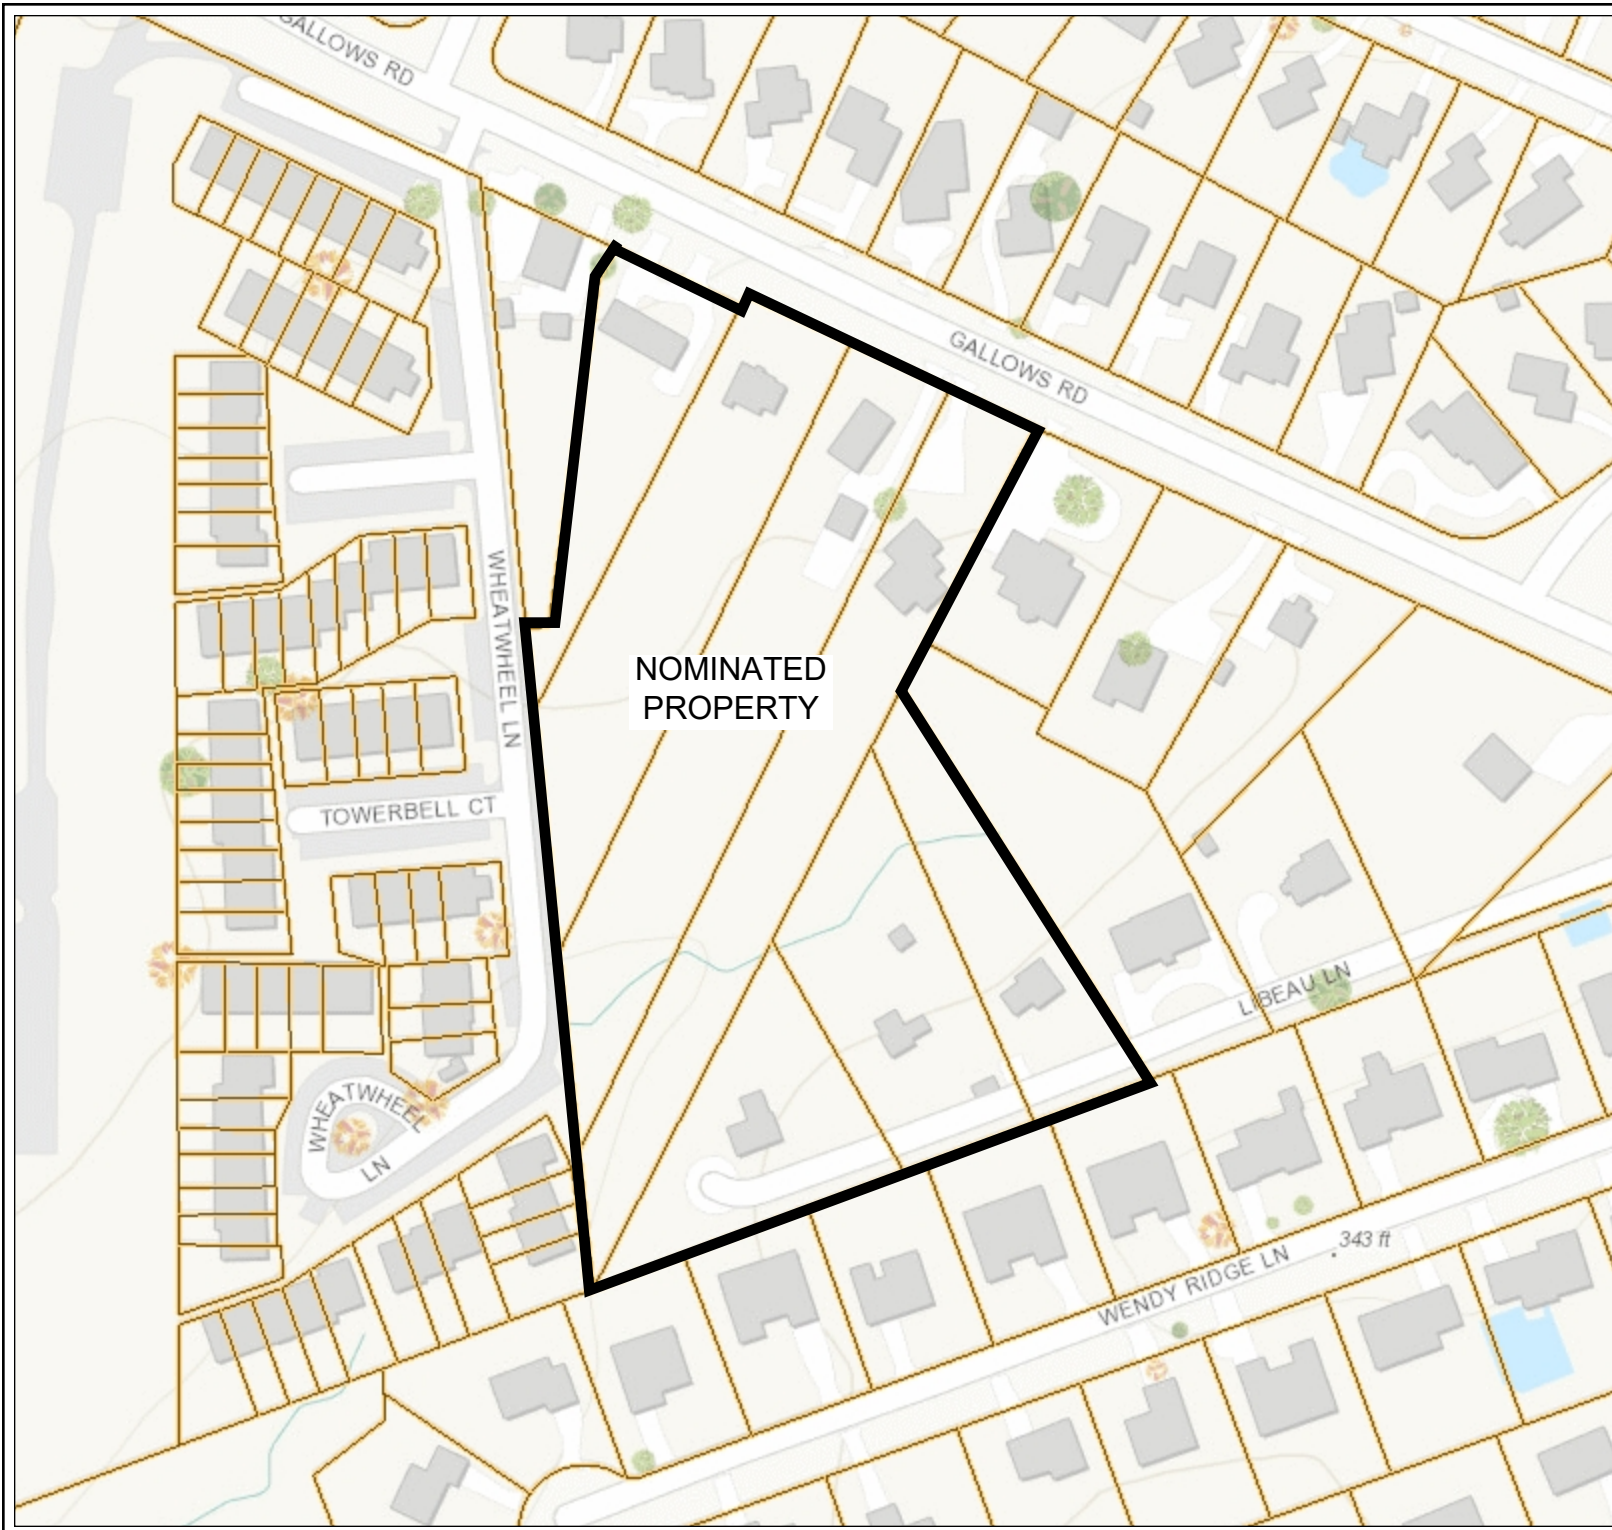 GALLOWS RD
GALLOWS RD
WHEATWHEEL LN
NOMINATED
PROPERTY
TOWERBELL CT
LIBEAU LN
WHEATWHEEL
LN
343 ft
WENDY RIDGE LN